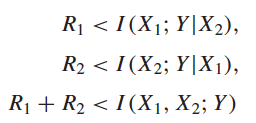 R₁ < I(X₁; Y|X₂),
R₂ < I(X₂; Y|X₁),
R₁ + R₂ < I(X₁, X₂; Y)